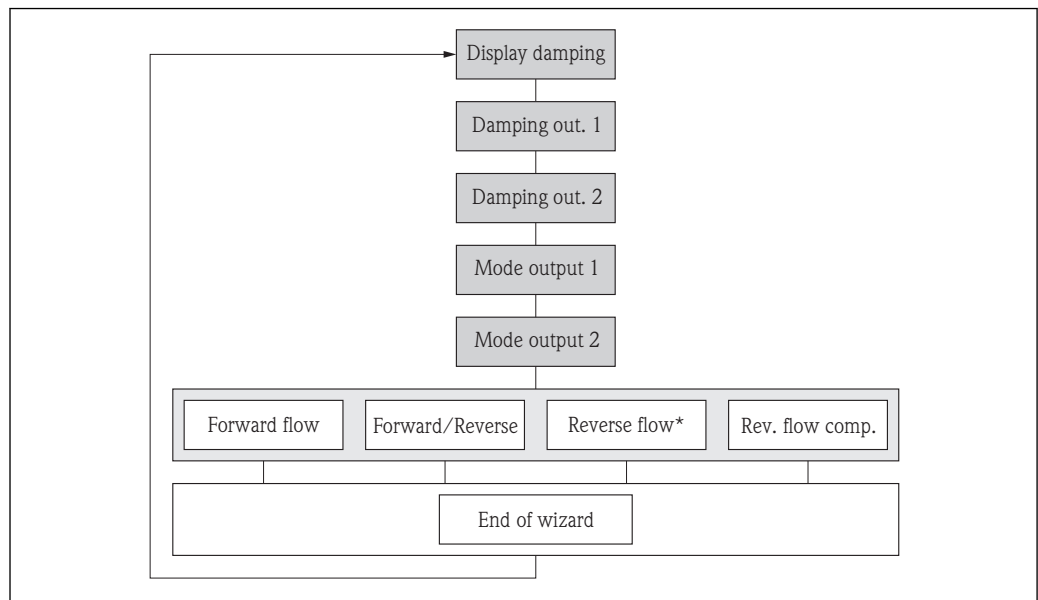 Display damping
Damping out. 1
Damping out. 2
Mode output 1
Mode output 2
Forward flow
Forward/Reverse
Reverse flow*
Rev. flow comp.
End of wizard